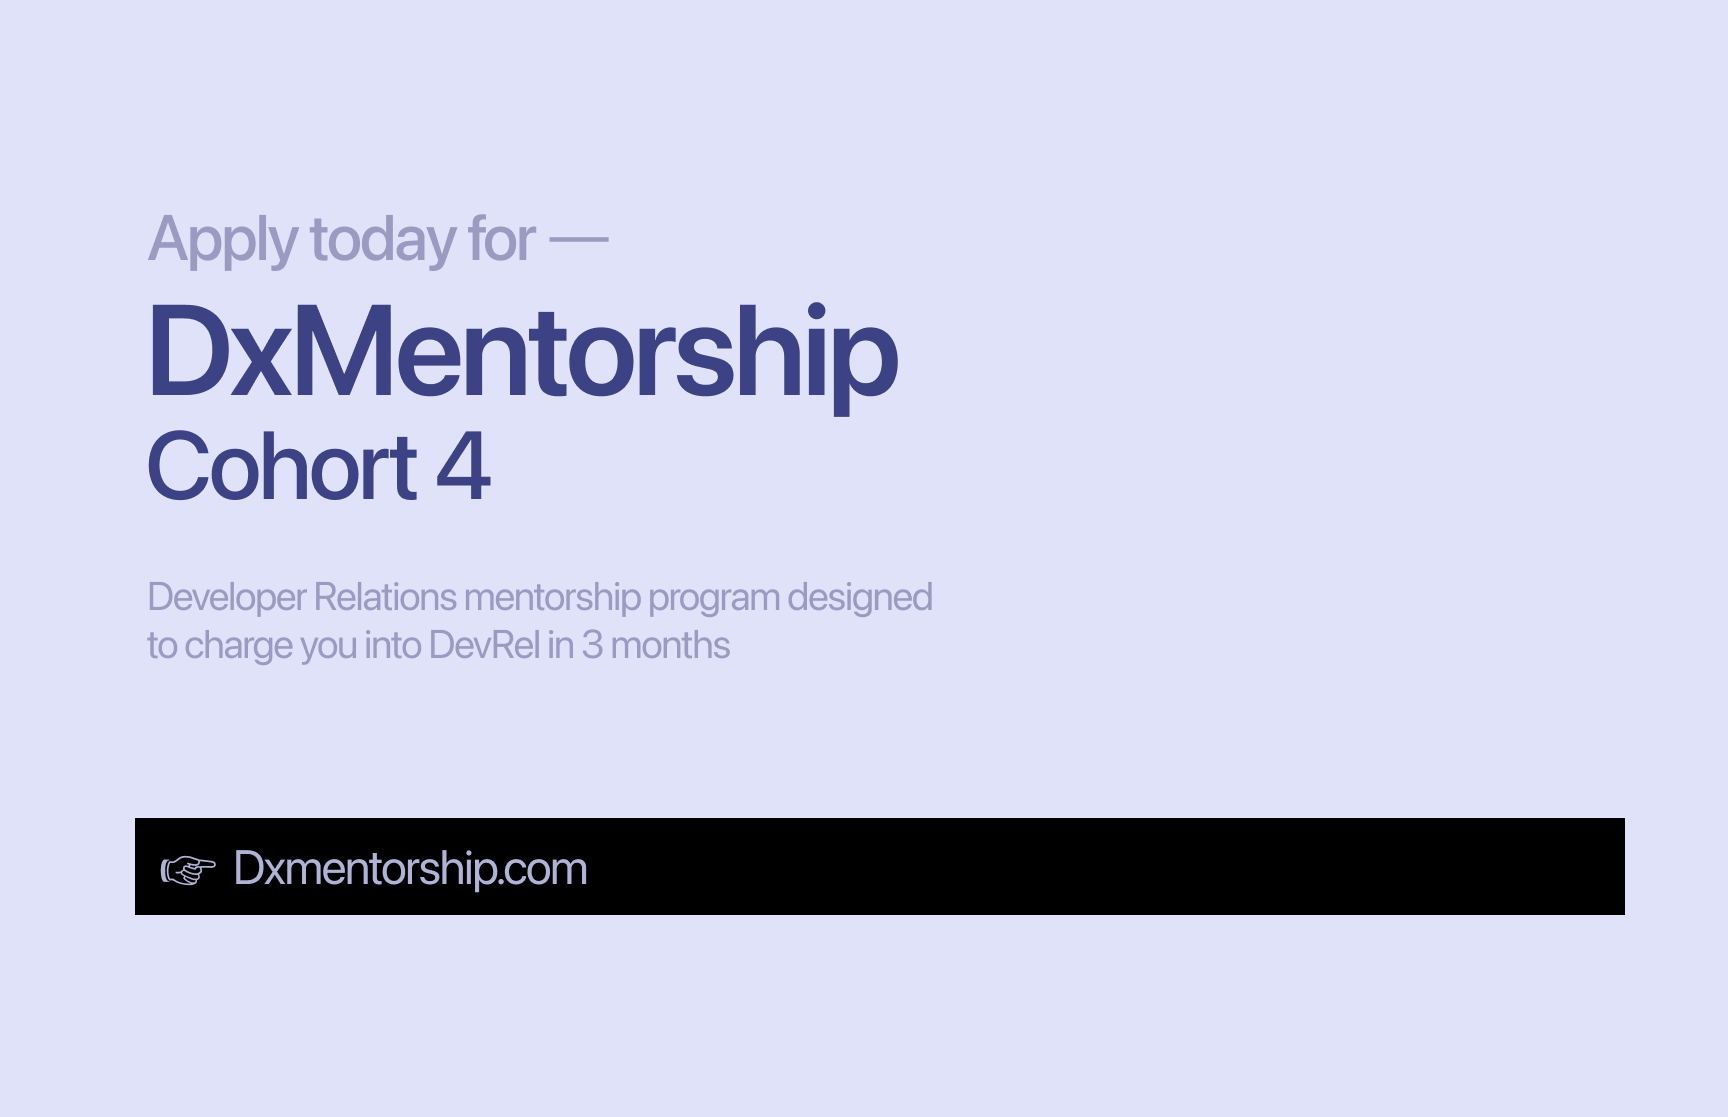 Apply today for —
DxMentorship
Cohort 4
Developer Relations mentorship program designed
to charge you into DevRel in 3 months
☞ Dxmentorship.com